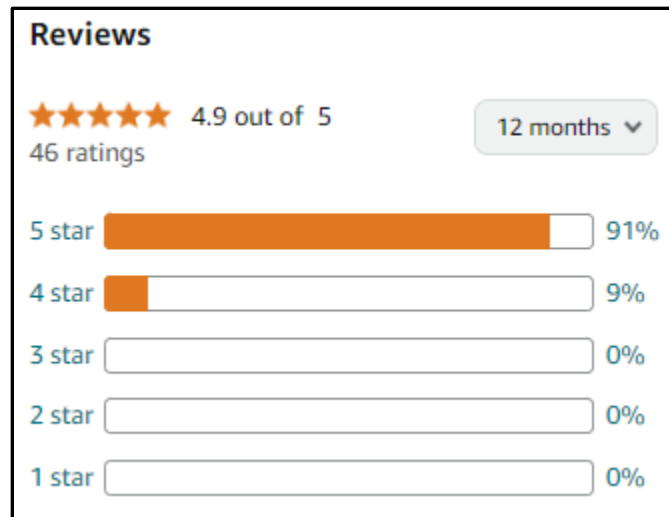 Reviews
4.9 out of 5
12 months
46 ratings
5 star 91%
4 star 9%
3 star 0%
2 star 0%
1 star 0%